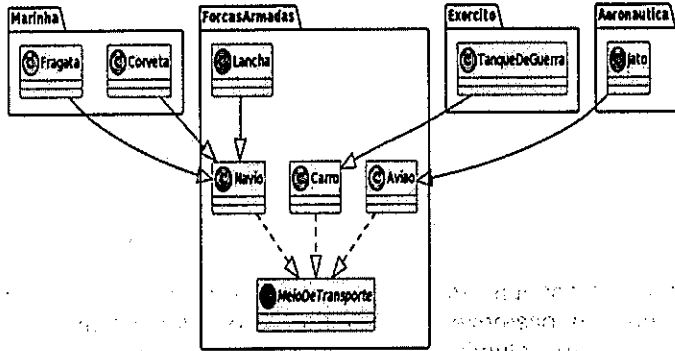 Marinha
ForcasArmadas
Exercito
Aeronautica
C Fragata
C Corveta
C Lancha
C TanqueDeGuerra
Jato
C Navio
C Carro
C Aviao
MeioDeTransporte